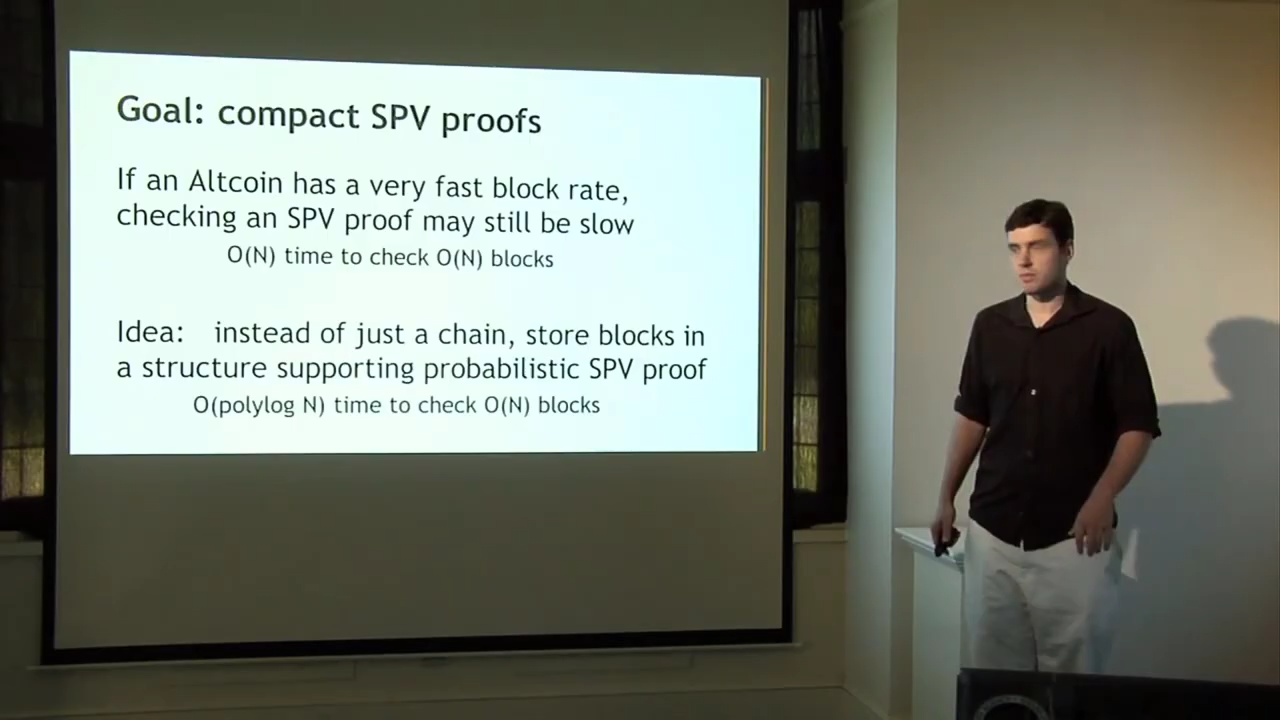 Goal: compact SPV proofs
If an Altcoin has a very fast block rate,
checking an SPV proof may still be slow
O(N) time to check O(N) blocks
Idea: instead of just a chain, store blocks in
a structure supporting probabilistic SPV proof
O(polylog N) time to check O(N) blocks